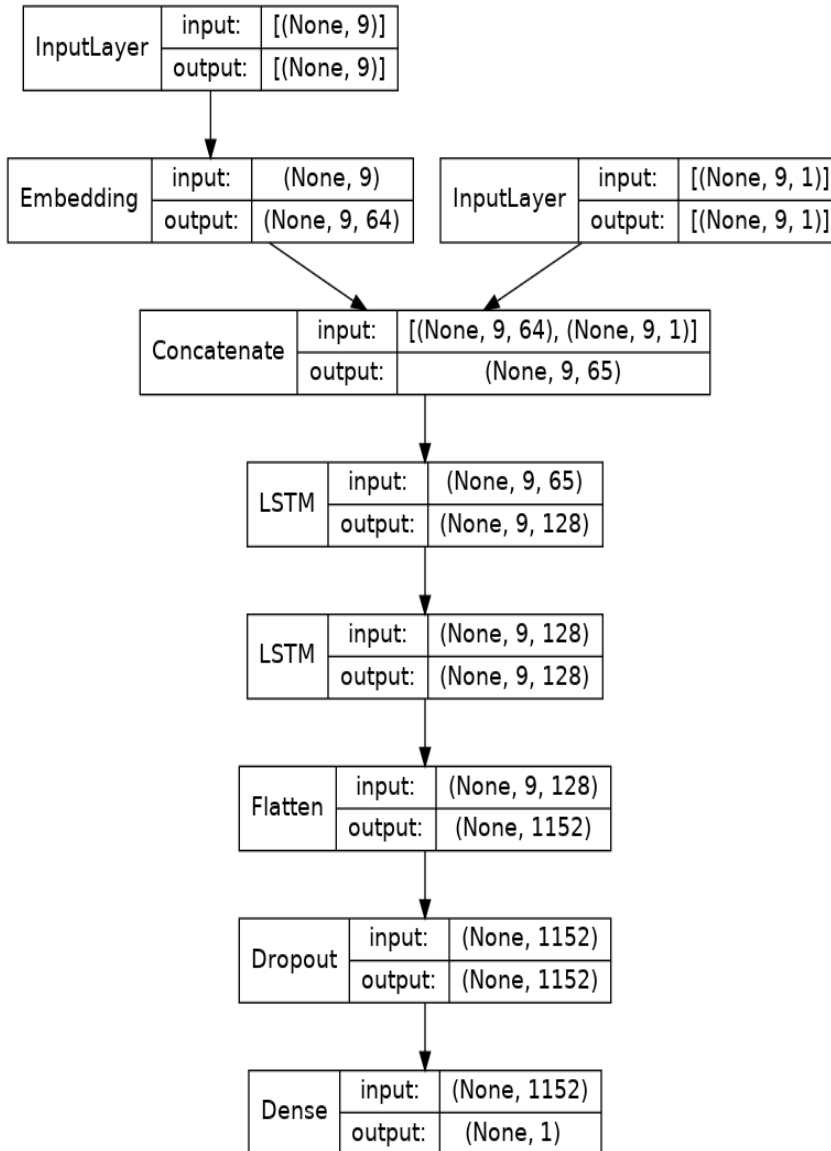 InputLayer input: [(None, 9)]
output: [(None, 9)]
Embedding input: (None, 9)
output: (None, 9, 64)
InputLayer input: [(None, 9, 1)]
output: [(None, 9, 1)]
Concatenate input: [(None, 9, 64), (None, 9, 1)]
output: (None, 9, 65)
LSTM input: (None, 9, 65)
output: (None, 9, 128)
LSTM input: (None, 9, 128)
output: (None, 9, 128)
Flatten input: (None, 9, 128)
output: (None, 1152)
Dropout input: (None, 1152)
output: (None, 1152)
Dense input: (None, 1152)
output: (None, 1)